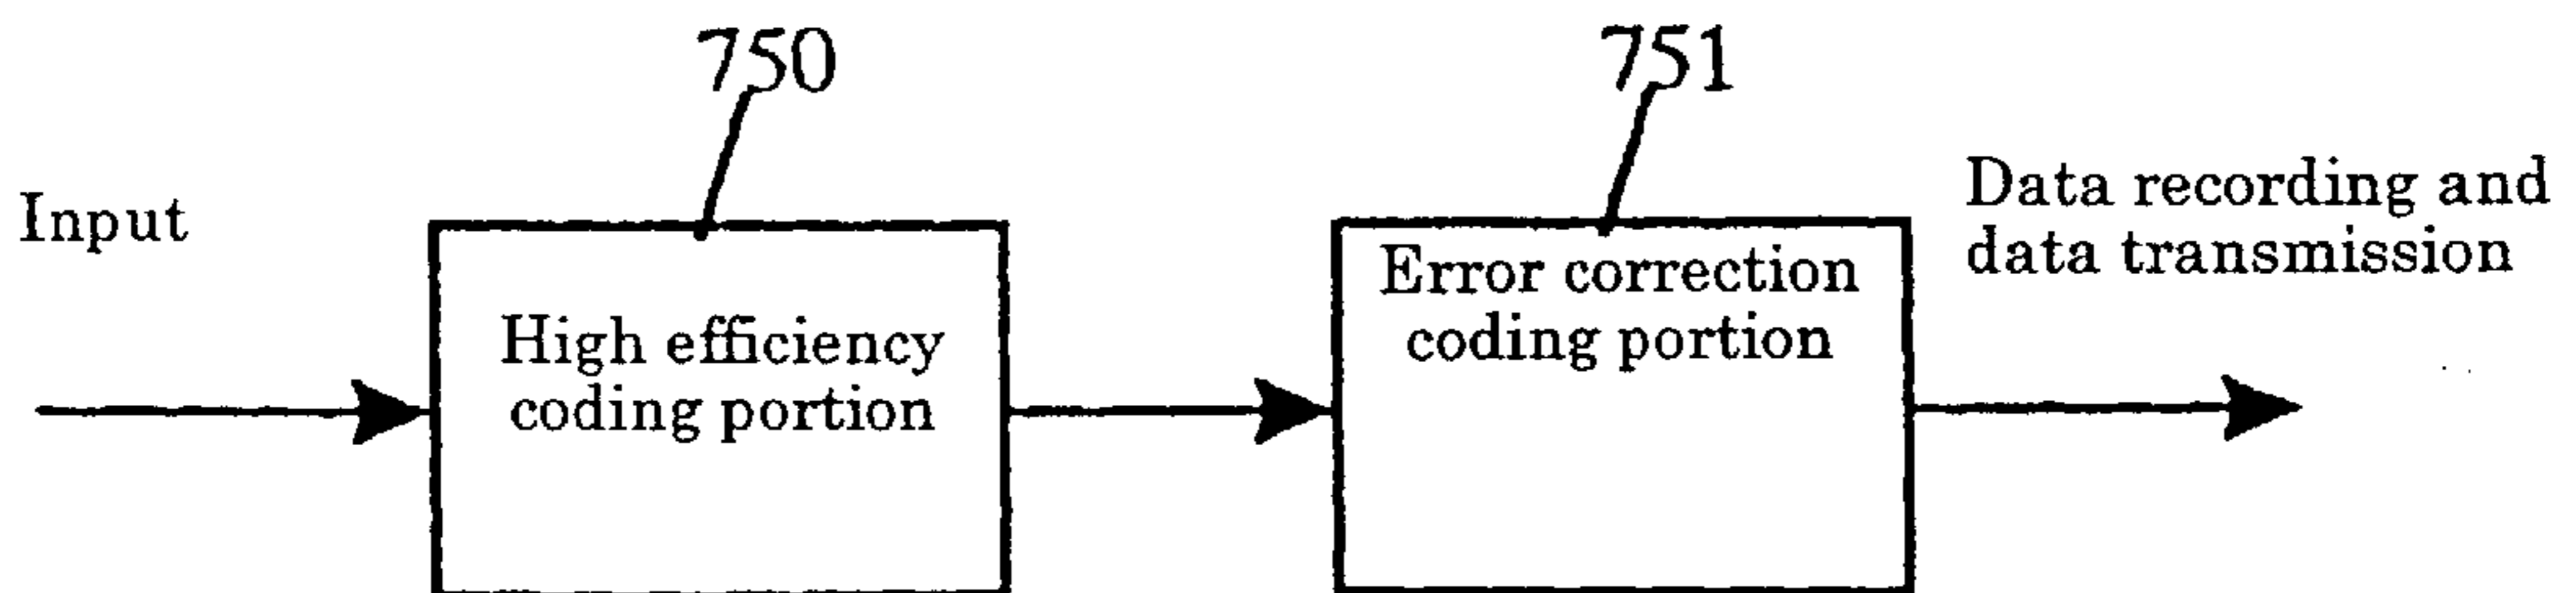 750
751
Input
Data recording and
data transmission
High efficiency
coding portion
Error correction
coding portion